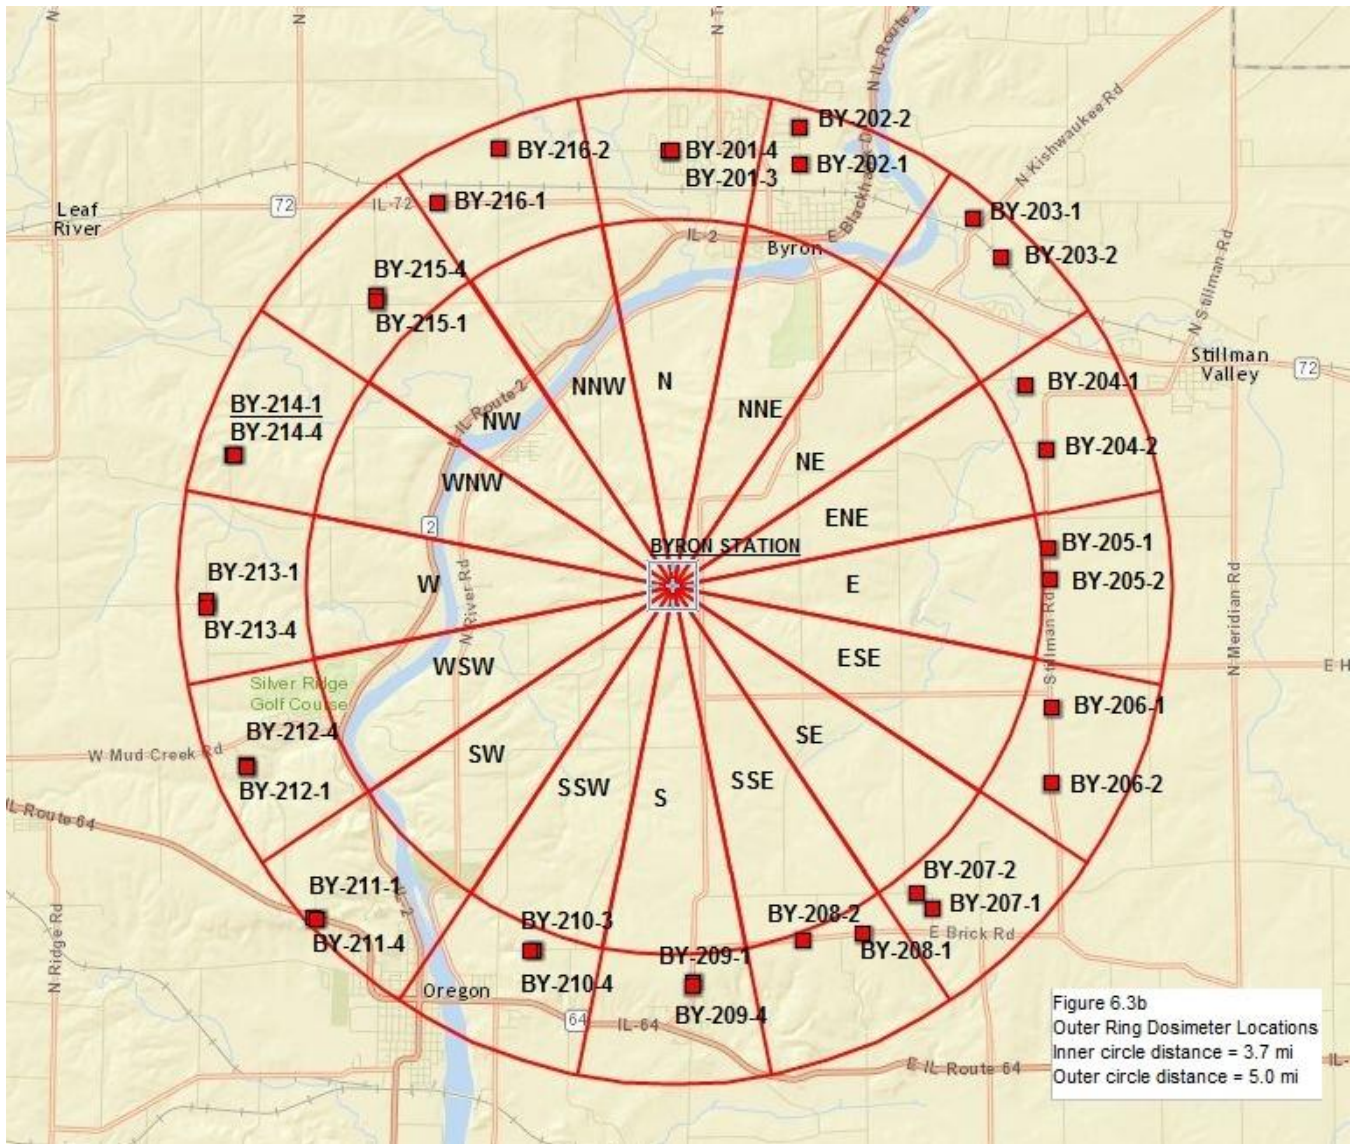 N
N
N T
N IL Route 2
N Kishwaukee Rd
BY-202-2
BY-216-2
BY-201-4
BY-202-1
BY-201-3
72
IL-72
BY-216-1
Leaf
River
BY-203-1
IL-2
Byron
BY-203-2
BY-215-4
BY-215-1
N Stillman Rd
Stillman
Valley
72
BY-204-1
NNW
N
NNE
BY-214-1
BY-214-4
IL Route 2
NW
BY-204-2
NE
WNW
2
ENE
BYRON STATION
BY-205-1
BY-205-2
BY-213-1
W
E
BY-213-4
N River Rd
Stillman Rd
N Meridian Rd
WSW
ESE
E H
Silver Ridge
Golf Course
BY-206-1
BY-212-4
W Mud Creek Rd
SW
SE
BY-212-1
SSW
S
SSE
BY-206-2
IL Route 64
BY-207-2
BY-211-1
BY-207-1
IL-2
BY-210-3
BY-208-2
E Brick Rd
BY-211-4
BY-208-1
N Ridge Rd
BY-209-1
BY-210-4
Oregon
BY-209-4
64
IL-64
E IL Route 64
IL-
Figure 6.3b
Outer Ring Dosimeter Locations
Inner circle distance = 3.7 mi
Outer circle distance = 5.0 mi